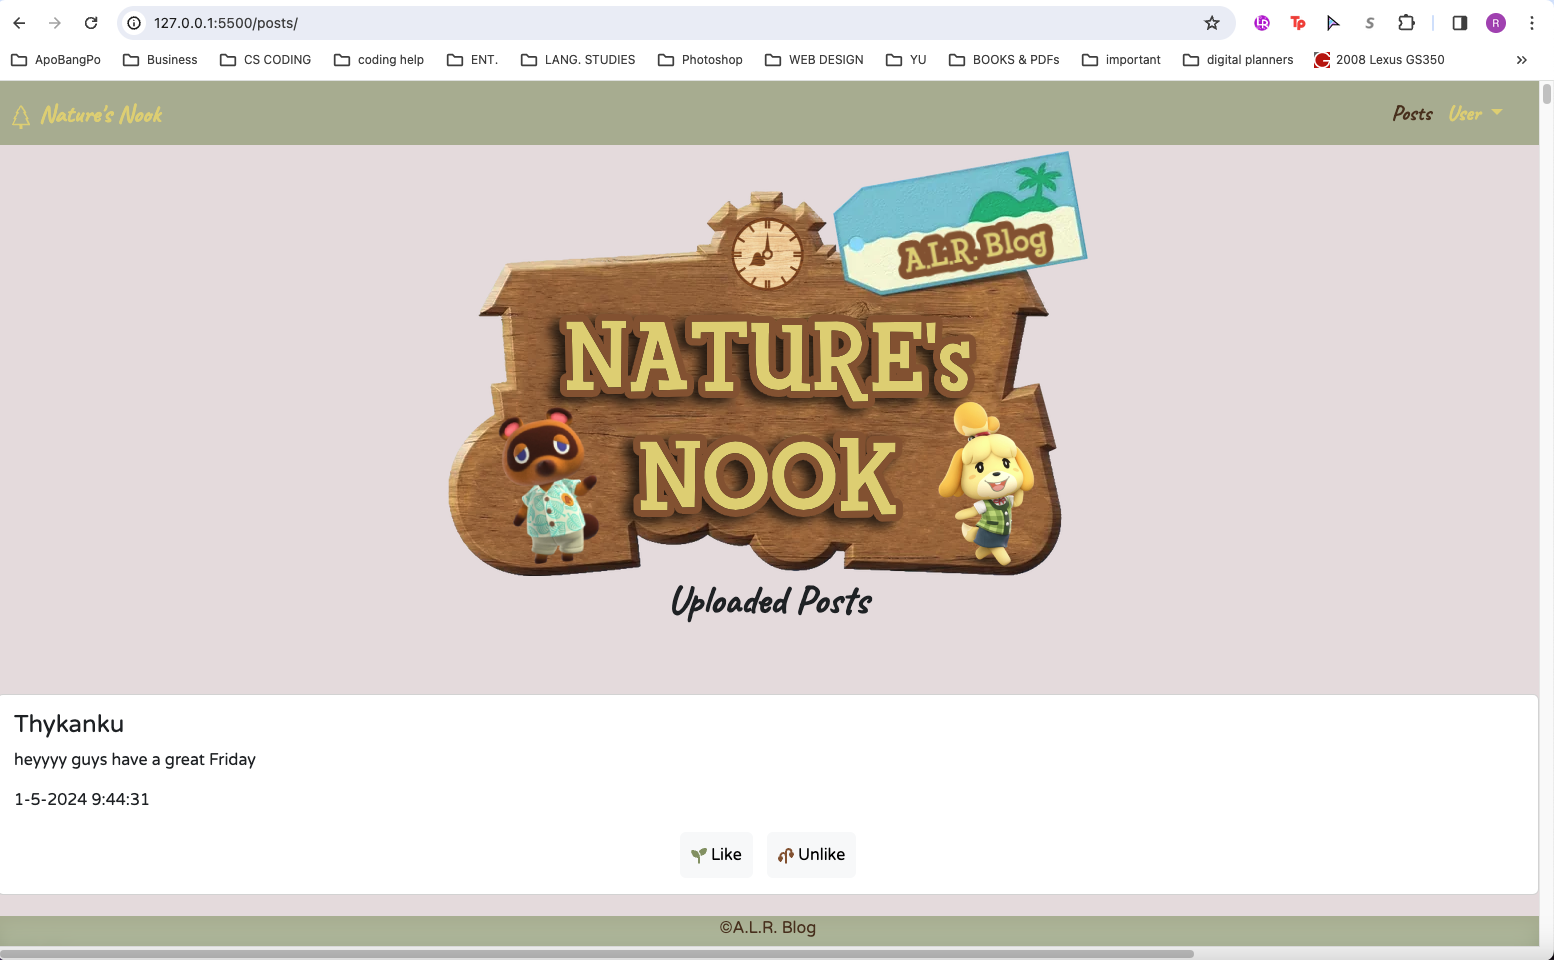 127.0.0.1:5500/posts/
LR Tp S R
ApoBangPo Business CS CODING coding help ENT. LANG. STUDIES Photoshop WEB DESIGN YU BOOKS & PDFs important digital planners 2008 Lexus GS350 »
Nature's Nook Posts User
A.L.R. Blog
NATURE's
NOOK
Uploaded Posts
Thykanku
heyyyy guys have a great Friday
1-5-2024 9:44:31
Like Unlike
©A.L.R. Blog